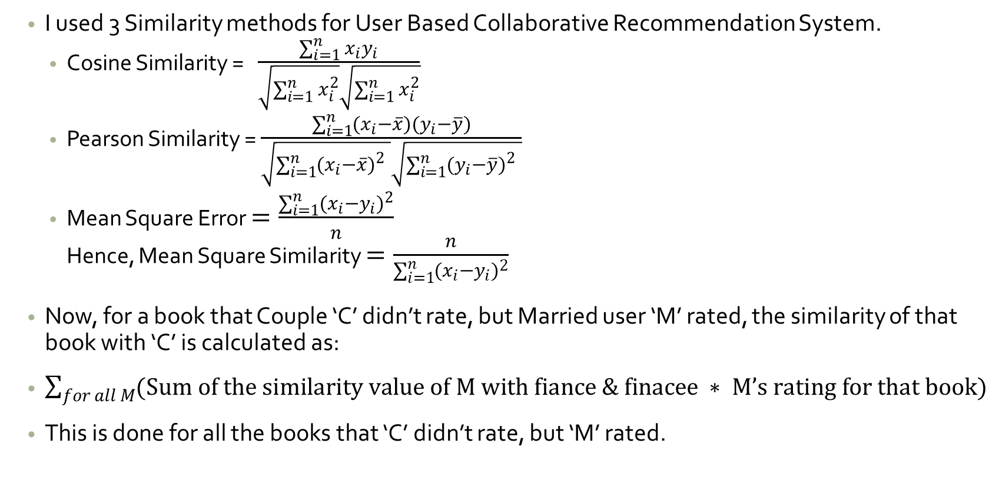 • I used 3 Similarity methods for User Based Collaborative Recommendation System.
• Cosine Similarity = \frac{\sum_{i=1}^{n} x_i y_i}{\sqrt{\sum_{i=1}^{n} x_i^2} \sqrt{\sum_{i=1}^{n} x_i^2}}
• Pearson Similarity = \frac{\sum_{i=1}^{n} (x_i - \bar{x})(y_i - \bar{y})}{\sqrt{\sum_{i=1}^{n} (x_i - \bar{x})^2} \sqrt{\sum_{i=1}^{n} (y_i - \bar{y})^2}}
• Mean Square Error = \frac{\sum_{i=1}^{n} (x_i - y_i)^2}{n}
Hence, Mean Square Similarity = \frac{n}{\sum_{i=1}^{n} (x_i - y_i)^2}
• Now, for a book that Couple ‘C’ didn’t rate, but Married user ‘M’ rated, the similarity of that
book with ‘C’ is calculated as:
• \sum_{for all M}(Sum of the similarity value of M with fiance & finacee * M’s rating for that book)
• This is done for all the books that ‘C’ didn’t rate, but ‘M’ rated.